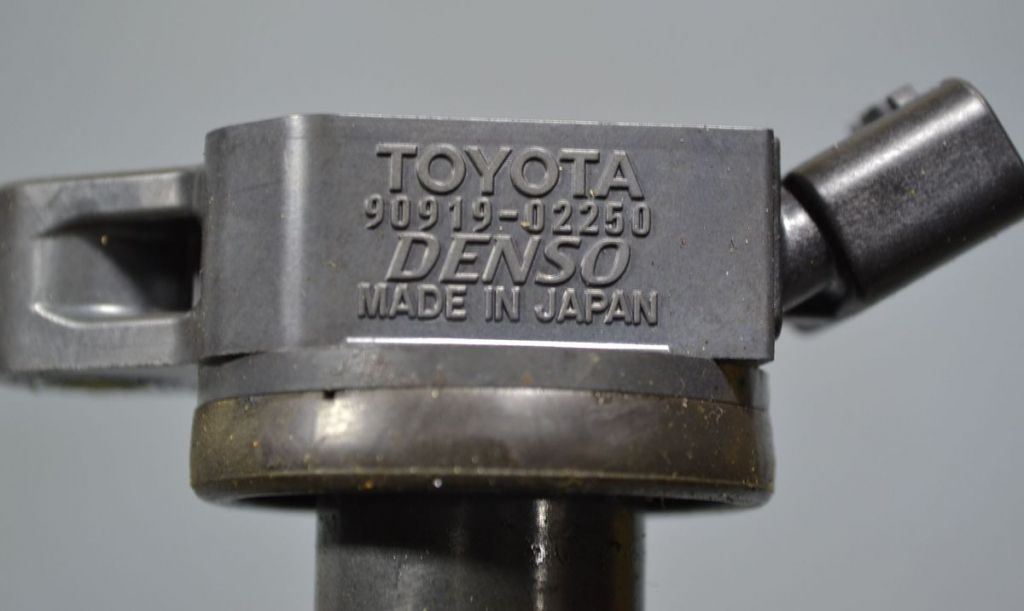 TOYOTA
90919-02250
DENSO
MADE IN JAPAN